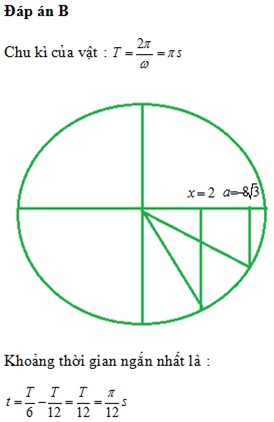 Đáp án B
Chu kì của vật : T = 2π/ω = π s
x = 2 a=-8√3
Khoảng thời gian ngắn nhất là :
t = T/6 - T/12 = T/12 = π/12 s